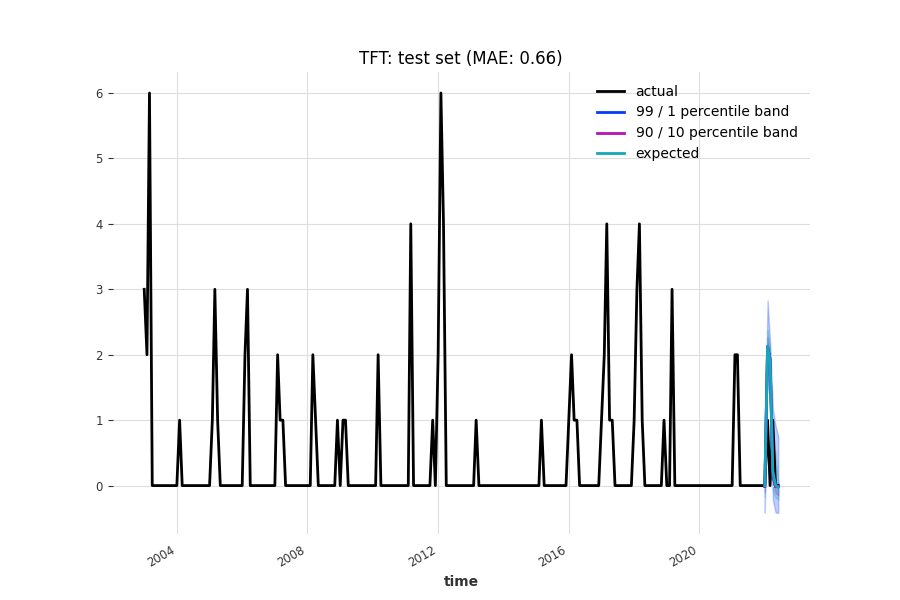 TFT: test set (MAE: 0.66)
actual
99 / 1 percentile band
90 / 10 percentile band
expected
6
5
4
3
2
1
0
2004
2008
2012
2016
2020
time